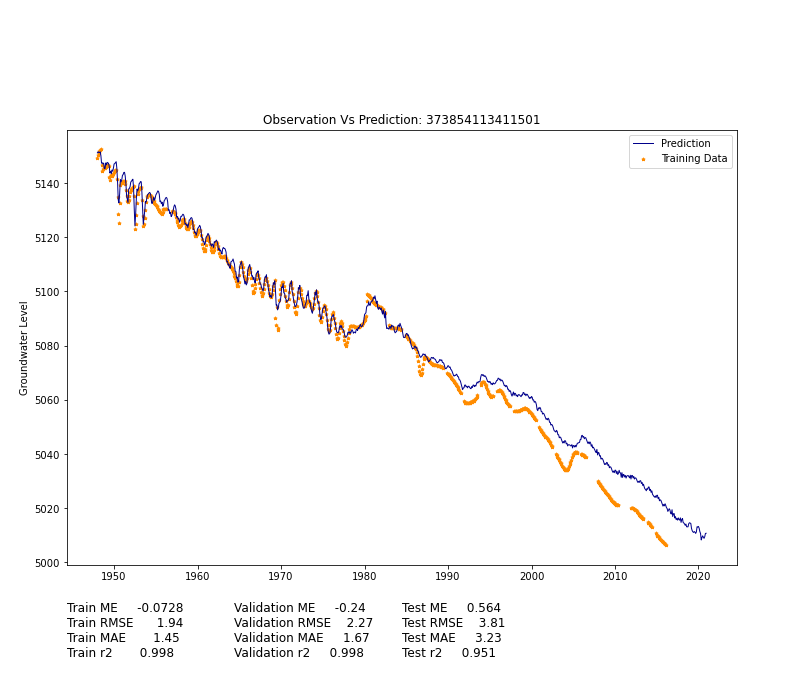 Observation Vs Prediction: 373854113411501
Prediction
Training Data
Groundwater Level
5140
5120
5100
5080
5060
5040
5020
5000
1950 1960 1970 1980 1990 2000 2010 2020
Train ME -0.0728 Validation ME -0.24 Test ME 0.564
Train RMSE 1.94 Validation RMSE 2.27 Test RMSE 3.81
Train MAE 1.45 Validation MAE 1.67 Test MAE 3.23
Train r2 0.998 Validation r2 0.998 Test r2 0.951